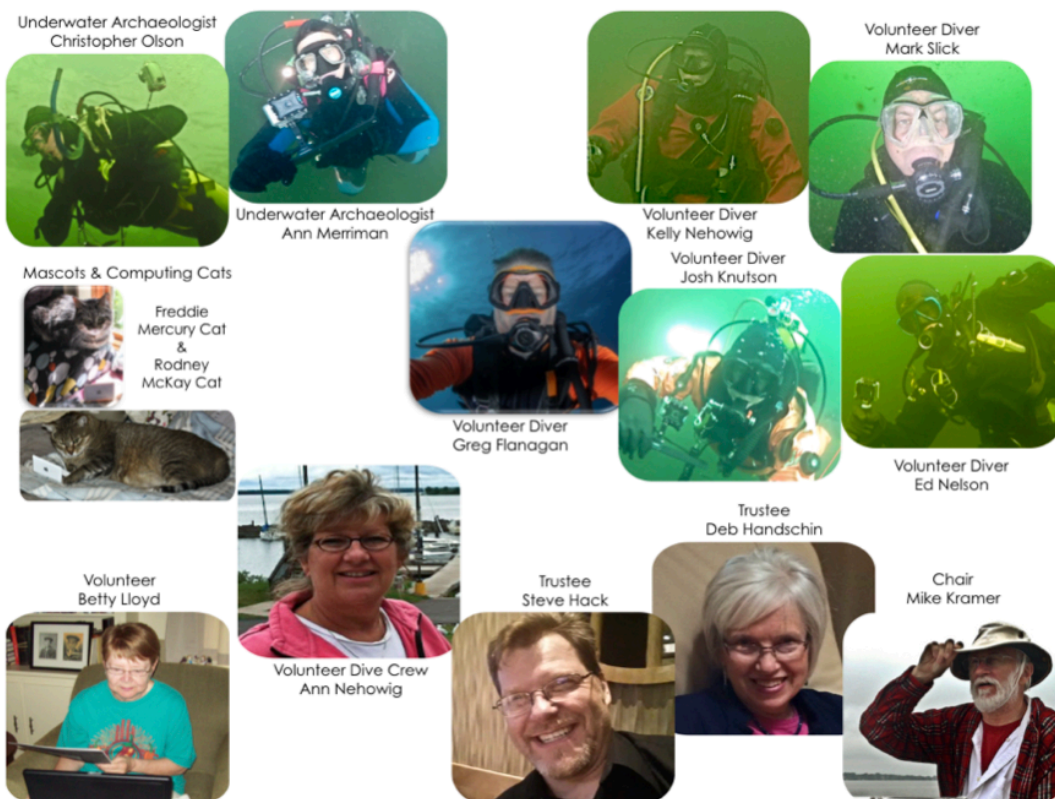 Underwater Archaeologist
Christopher Olson
Underwater Archaeologist
Ann Merriman
Volunteer Diver
Kelly Nehowig
Volunteer Diver
Mark Slick
Mascots & Computing Cats
Freddie
Mercury Cat
&
Rodney
McKay Cat
Volunteer Diver
Greg Flanagan
Volunteer Diver
Josh Knutson
Volunteer Diver
Ed Nelson
Volunteer
Betty Lloyd
Volunteer Dive Crew
Ann Nehowig
Trustee
Steve Hack
Trustee
Deb Handschin
Chair
Mike Kramer